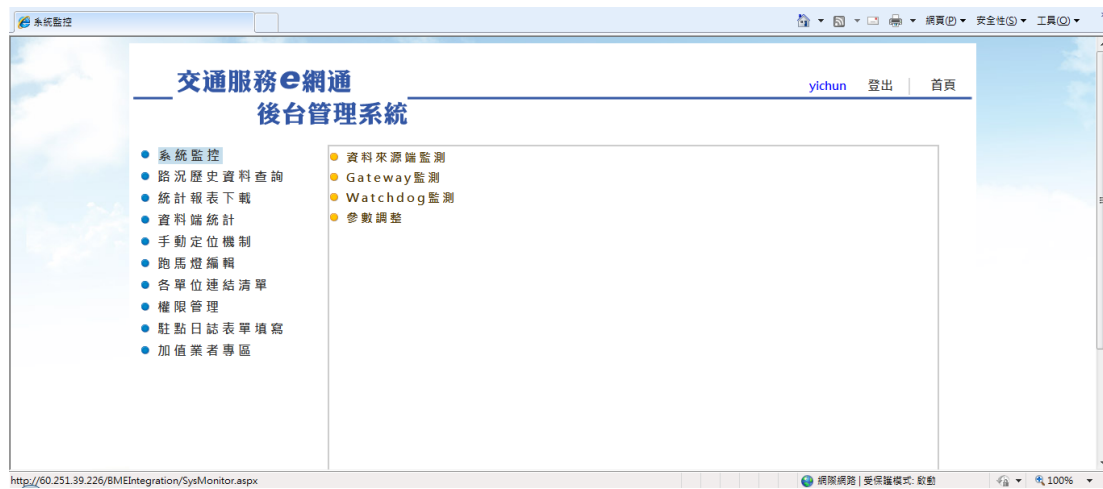 系統監控
網頁(P)
安全性(S)
工具(O)
交通服務e網通
後台管理系統
yichun 登出 首頁
系統監控
路況歷史資料查詢
統計報表下載
資料端統計
手動定位機制
跑馬燈編輯
各單位連結清單
權限管理
駐點日誌表單填寫
加值業者專區
資料來源端監測
Gateway監測
Watchdog監測
參數調整
http://60.251.39.226/BMEIntegration/SysMonitor.aspx
網際網路 | 受保護模式: 啟動
100%